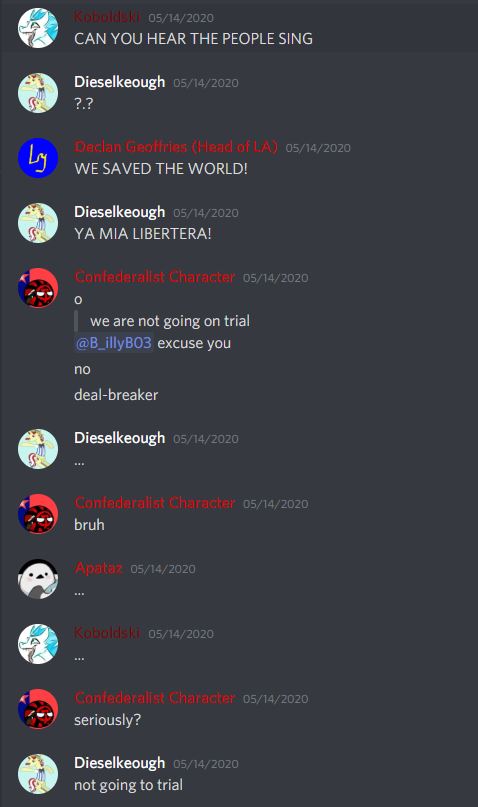 Koboldski 05/14/2020
CAN YOU HEAR THE PEOPLE SING
Dieselkeough 05/14/2020
?.?
Ly
Declan Geoffries (Head of LA) 05/14/2020
WE SAVED THE WORLD!
Dieselkeough 05/14/2020
YA MIA LIBERTERA!
Confederalist Character 05/14/2020
o
we are not going on trial
@B_illyB03 excuse you
no
deal-breaker
Dieselkeough 05/14/2020
...
Confederalist Character 05/14/2020
bruh
Apataz 05/14/2020
...
Koboldski 05/14/2020
...
Confederalist Character 05/14/2020
seriously?
Dieselkeough 05/14/2020
not going to trial